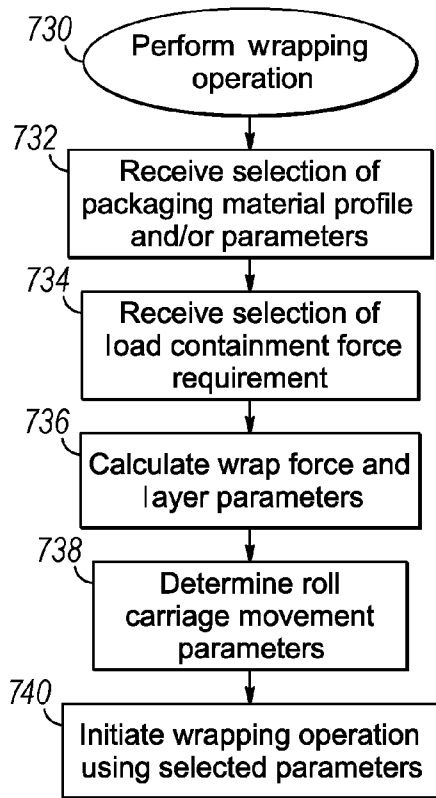 730
Perform wrapping
operation
732
Receive selection of
packaging material profile
and/or parameters
734
Receive selection of
load containment force
requirement
736
Calculate wrap force and
layer parameters
738
Determine roll
carriage movement
parameters
740
Initiate wrapping operation
using selected parameters